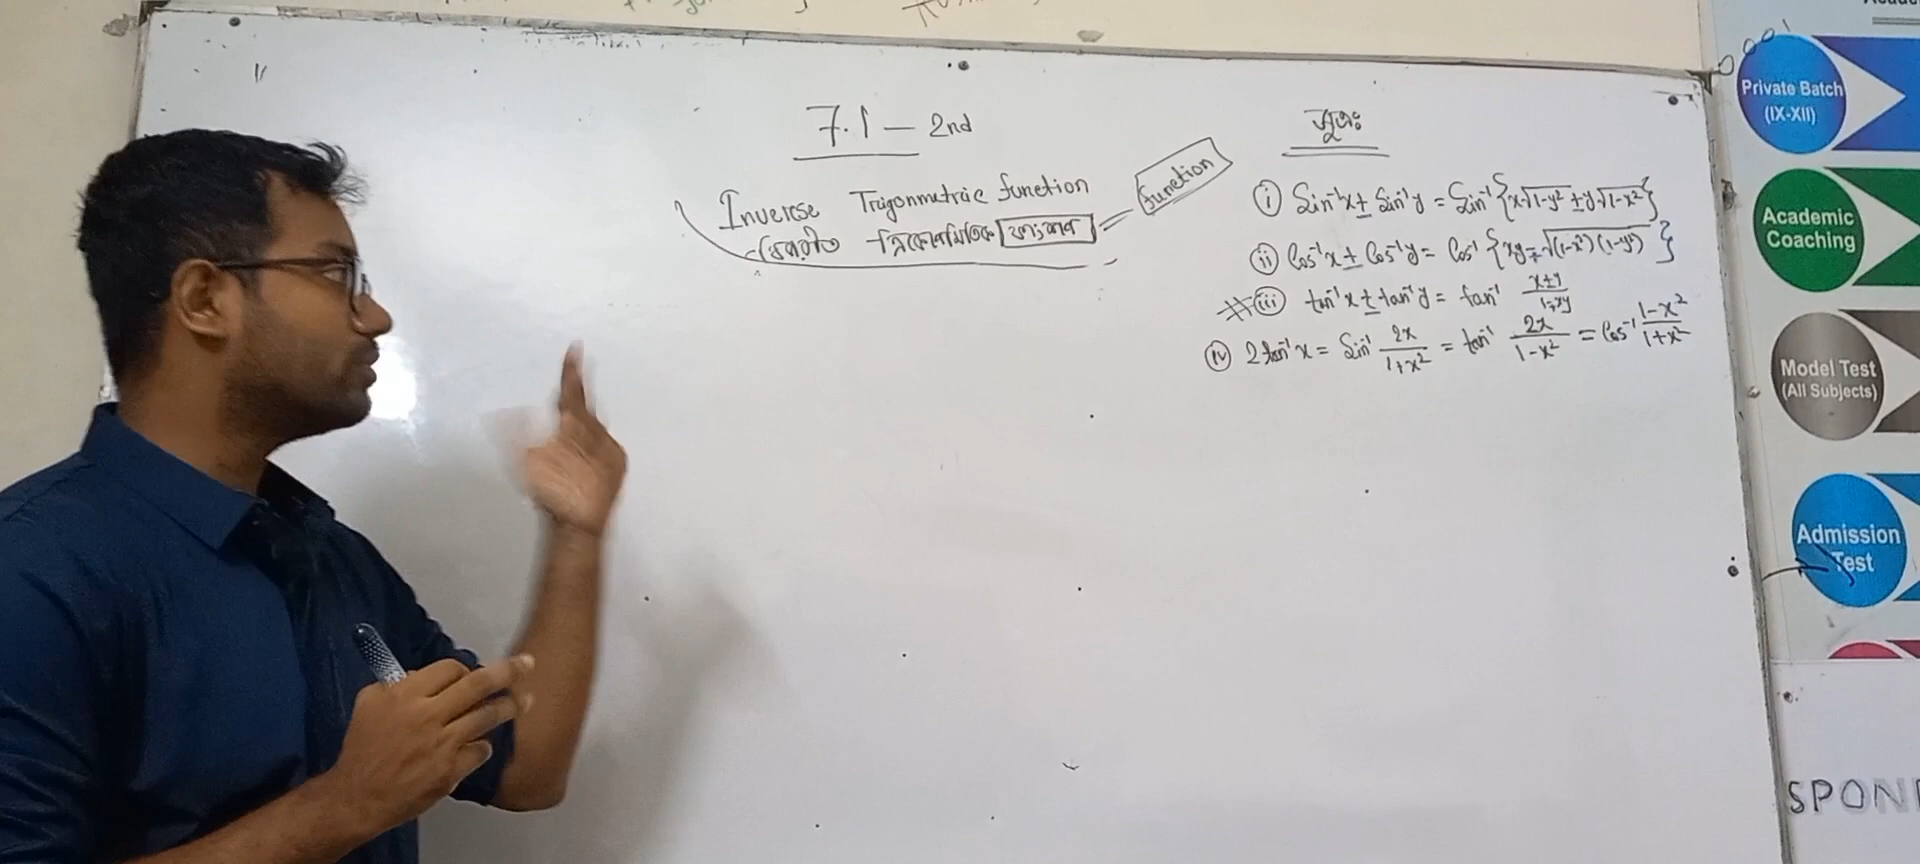 7.1 — 2nd
Inverse Trigonometric function
বিপরীত ত্রিকোণমিতিক ফাংশন = function
সূত্রঃ
(i) Sin⁻¹x ± Sin⁻¹y = Sin⁻¹{x√1-y² ± y√1-x²}
(ii) Cos⁻¹x ± Cos⁻¹y = Cos⁻¹{xy ∓ √(1-x²)(1-y²)}
(iii) tan⁻¹x ± tan⁻¹y = tan⁻¹ x±y/1∓xy
(iv) 2tan⁻¹x = Sin⁻¹ 2x/1+x² = tan⁻¹ 2x/1-x² = Cos⁻¹ 1-x²/1+x²
Private Batch
(IX-XII)
Academic
Coaching
Model Test
(All Subjects)
Admission
Test
SPON